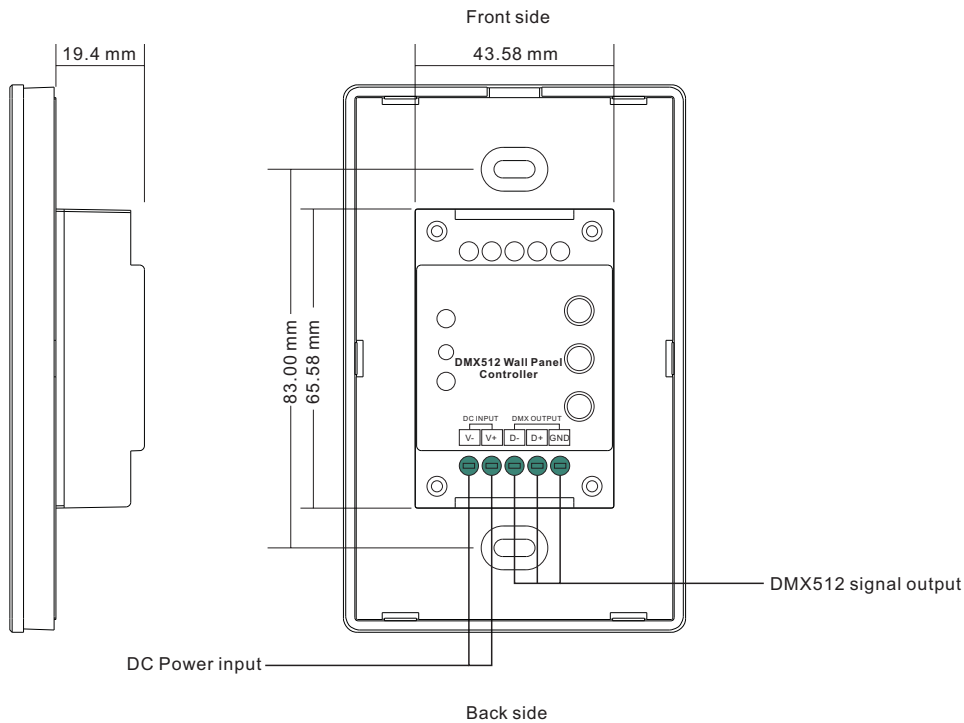 Front side
19.4 mm
43.58 mm
83.00 mm
65.58 mm
DMX512 Wall Panel
Controller
DC INPUT DMX OUTPUT
V- V+ D- D+ GND
DMX512 signal output
DC Power input
Back side